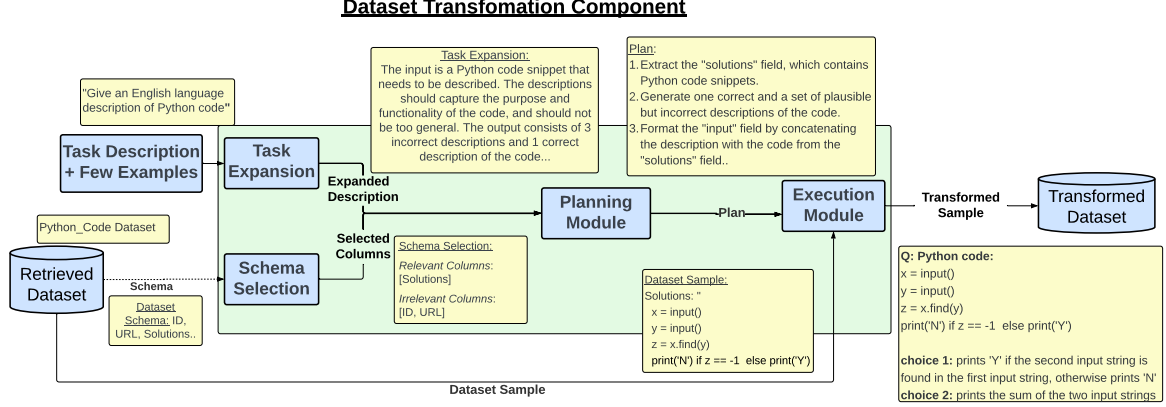 Dataset Transfomation Component
"Give an English language
description of Python code"
Task Description
+ Few Examples
Task
Expansion
Task Expansion:
The input is a Python code snippet that
needs to be described. The descriptions
should capture the purpose and
functionality of the code, and should not
be too general. The output consists of 3
incorrect descriptions and 1 correct
description of the code...
Plan:
1. Extract the "solutions" field, which contains
Python code snippets.
2. Generate one correct and a set of plausible
but incorrect descriptions of the code.
3. Format the "input" field by concatenating
the description with the code from the
"solutions" field..
Expanded
Description
Planning
Module
Plan
Execution
Module
Transformed
Sample
Transformed
Dataset
Python_Code Dataset
Retrieved
Dataset
Schema
Dataset
Schema: ID,
URL, Solutions..
Schema
Selection
Selected
Columns
Schema Selection:
Relevant Columns:
[Solutions]
Irrelevant Columns:
[ID, URL]
Dataset Sample:
Solutions: "
x = input()
y = input()
z = x.find(y)
print('N') if z == -1 else print('Y')
Q: Python code:
x = input()
y = input()
z = x.find(y)
print('N') if z == -1 else print('Y')
choice 1: prints 'Y' if the second input string is
found in the first input string, otherwise prints 'N'
choice 2: prints the sum of the two input strings
Dataset Sample